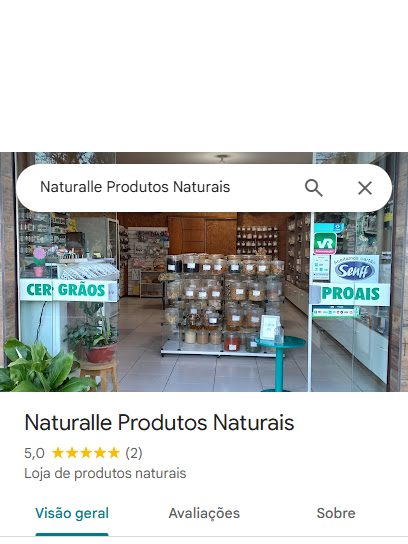 Naturalle Produtos Naturais
VR
Senff
GRÃOS
PROAIS
Naturalle Produtos Naturais
5,0 (2)
Loja de produtos naturais
Visão geral
Avaliações
Sobre